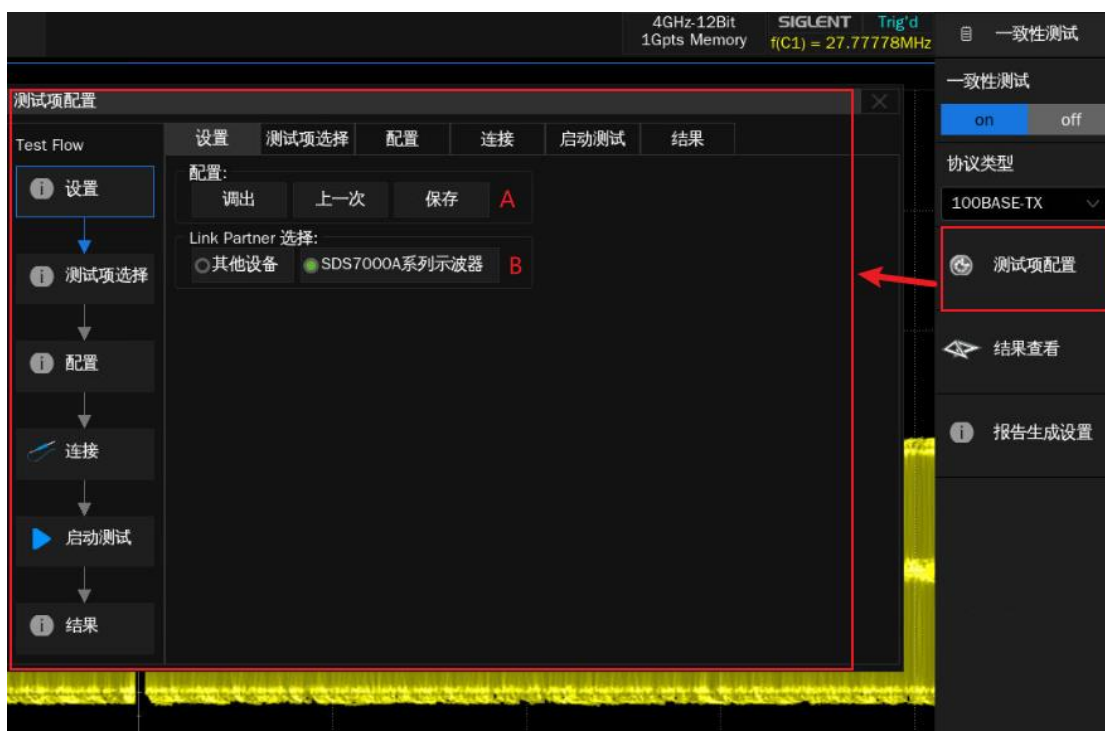 4GHz-12Bit
1Gpts Memory
SIGLENT Trig'd
f(C1) = 27.77778MHz
一致性测试
一致性测试
on off
协议类型
100BASE-TX
测试项配置
结果查看
报告生成设置
测试项配置
Test Flow
设置
测试项选择
配置
连接
启动测试
结果
设置 测试项选择 配置 连接 启动测试 结果
配置:
调出 上一次 保存 A
Link Partner 选择:
其他设备 SDS7000A系列示波器 B